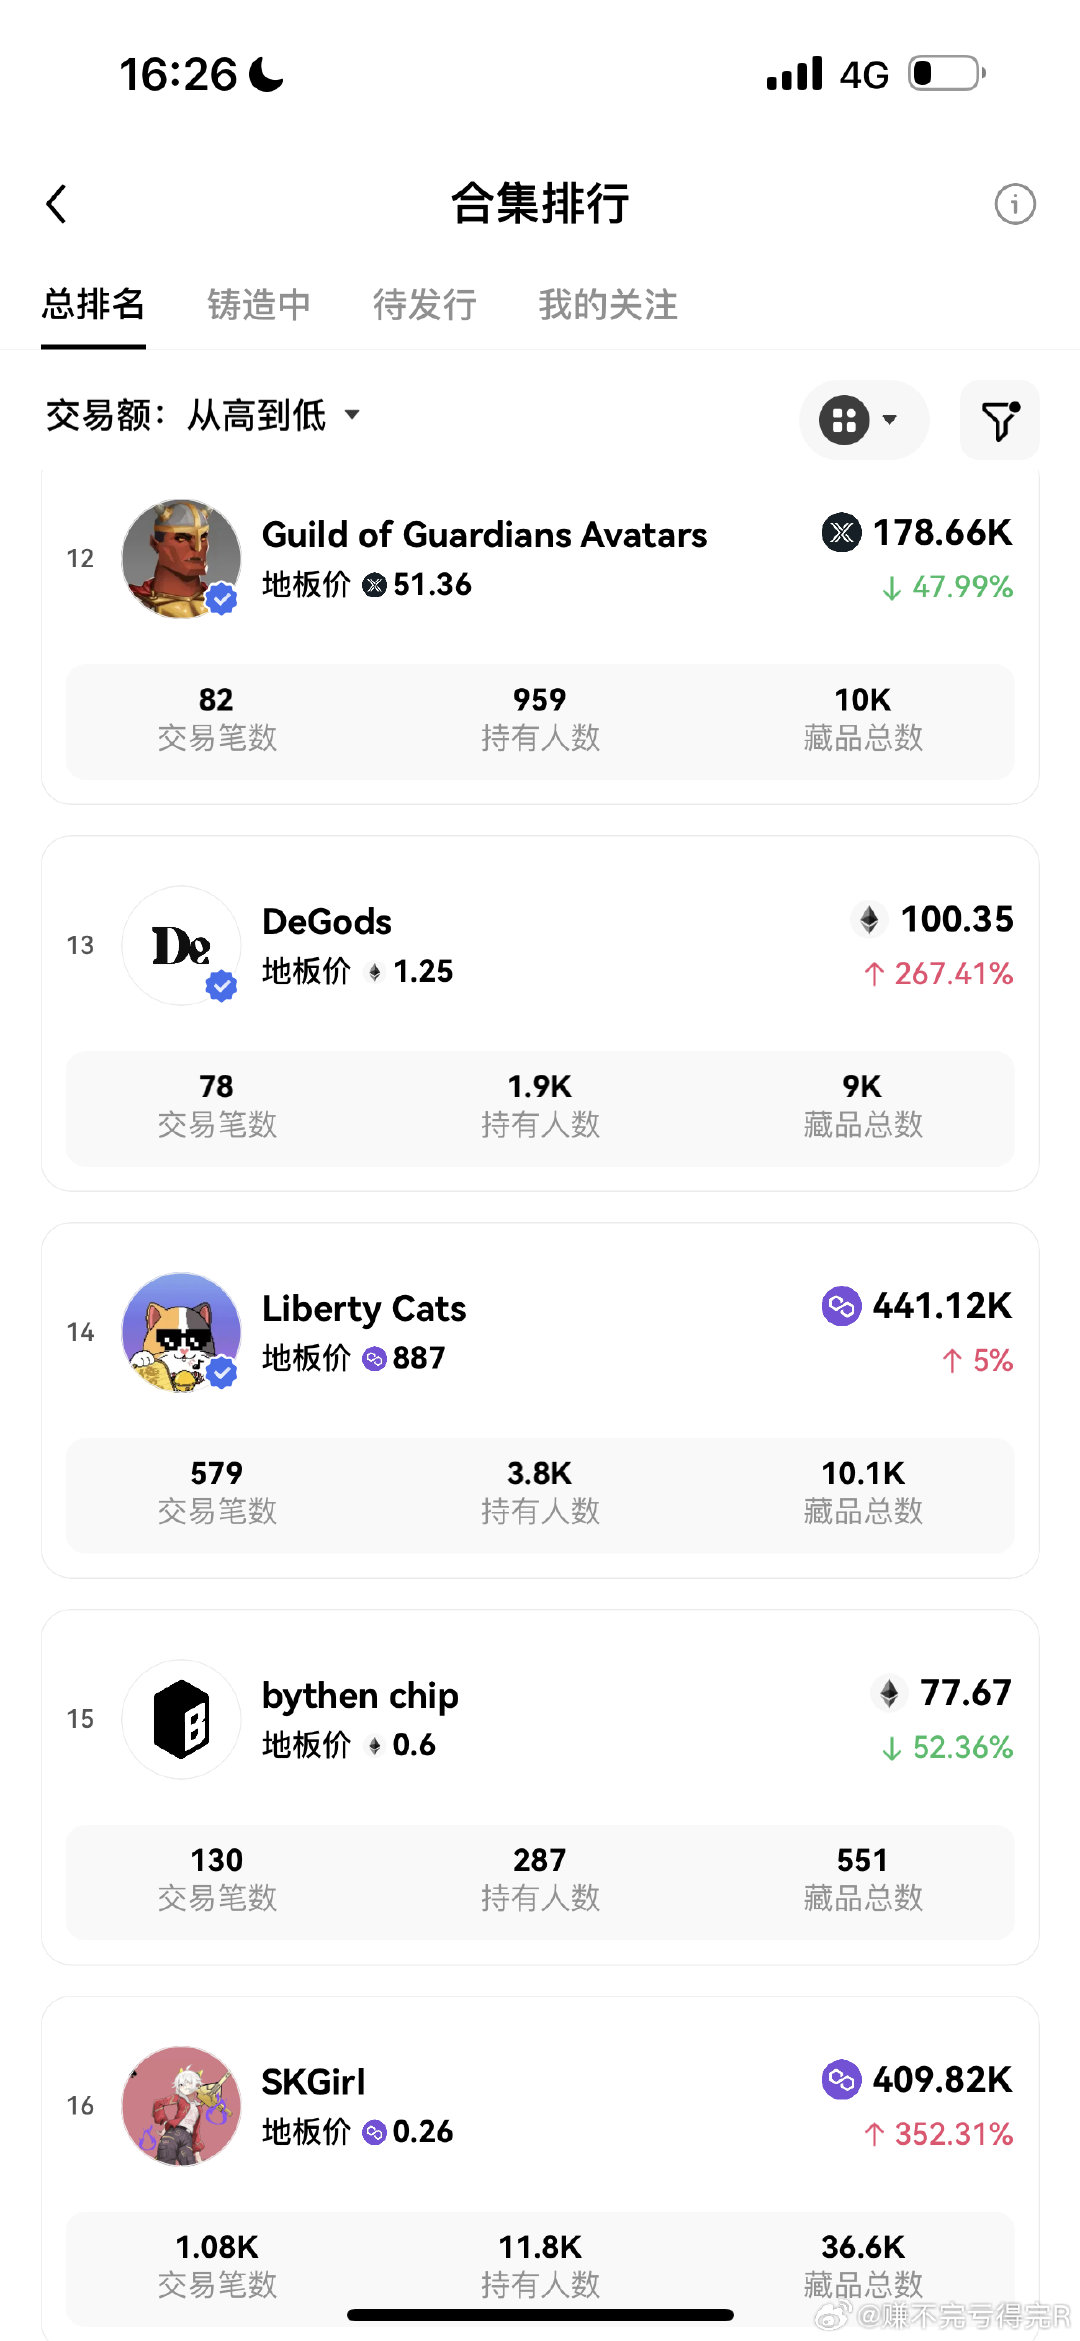 16:26
4G
合集排行
总排名 铸造中 待发行 我的关注
交易额：从高到低
12
Guild of Guardians Avatars
178.66K
地板价 51.36
↓ 47.99%
82 959 10K
交易笔数 持有人数 藏品总数
13
De
DeGods
100.35
地板价 1.25
↑ 267.41%
78 1.9K 9K
交易笔数 持有人数 藏品总数
14
Liberty Cats
441.12K
地板价 887
↑ 5%
579 3.8K 10.1K
交易笔数 持有人数 藏品总数
15
B
bythen chip
77.67
地板价 0.6
↓ 52.36%
130 287 551
交易笔数 持有人数 藏品总数
16
SKGirl
409.82K
地板价 0.26
↑ 352.31%
1.08K 11.8K 36.6K
交易笔数 持有人数 藏品总数
@赚不完亏得完R